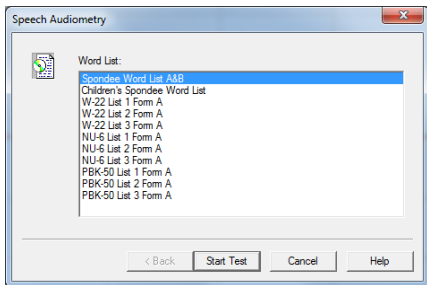 Speech Audiometry
Word List:
Spondee Word List A&B
Children's Spondee Word List
W-22 List 1 Form A
W-22 List 2 Form A
W-22 List 3 Form A
NU-6 List 1 Form A
NU-6 List 2 Form A
NU-6 List 3 Form A
PBK-50 List 1 Form A
PBK-50 List 2 Form A
PBK-50 List 3 Form A
< Back Start Test Cancel Help